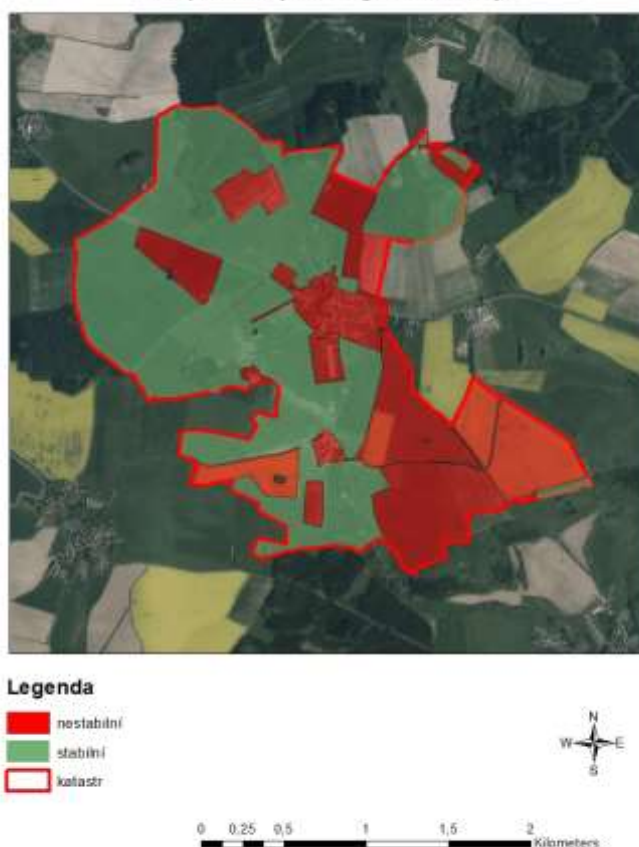 Legenda
nestabilní
stabilní
katastr
N
W E
S
0 0,25 0,5 1 1,5 2
Kilometers